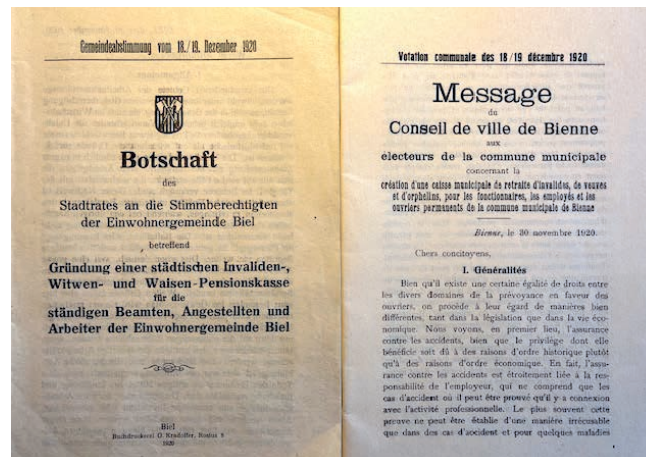 Gemeindeabstimmung vom 18./19. Dezember 1920
Botschaft
des
Stadtrates an die Stimmberechtigten
der Einwohnergemeinde Biel
betreffend
Gründung einer städtischen Invaliden-,
Witwen- und Waisen-Pensionskasse
für die
ständigen Beamten, Angestellten und
Arbeiter der Einwohnergemeinde Biel
Biel
Buchdruckerei O. Kradolfer,
1920
Votation communale des 18/19 décembre 1920
Message
du
Conseil de ville de Bienne
aux
électeurs de la commune municipale
concernant la
création d'une caisse municipale de retraite d'invalides, de veuves
et d'orphelins, pour les fonctionnaires, les employés et les
ouvriers permanents de la commune municipale de Bienne
Bienne, le 30 novembre 1920.
Chers concitoyens,
I. Généralités
Bien qu'il existe une certaine égalité de droits entre
les divers domaines de la prévoyance en faveur des
ouvriers, on procède à leur égard de manières bien
différentes, tant dans la législation que dans la vie éco-
nomique. Nous voyons, en premier lieu, l'assurance
contre les accidents, bien que le privilège dont elle
bénéficie soit dû à des raisons d'ordre historique plutôt
qu'à des raisons d'ordre économique. En fait, l'assu-
rance contre les accidents est étroitement liée à la res-
ponsabilité de l'employeur, qui ne comprend que les
cas d'accident où il peut être prouvé qu'il y a connexion
avec l'activité professionnelle. Le plus souvent cette
preuve ne peut être établie d'une manière irrécusable
que dans des cas d'accident et pour quelques maladies